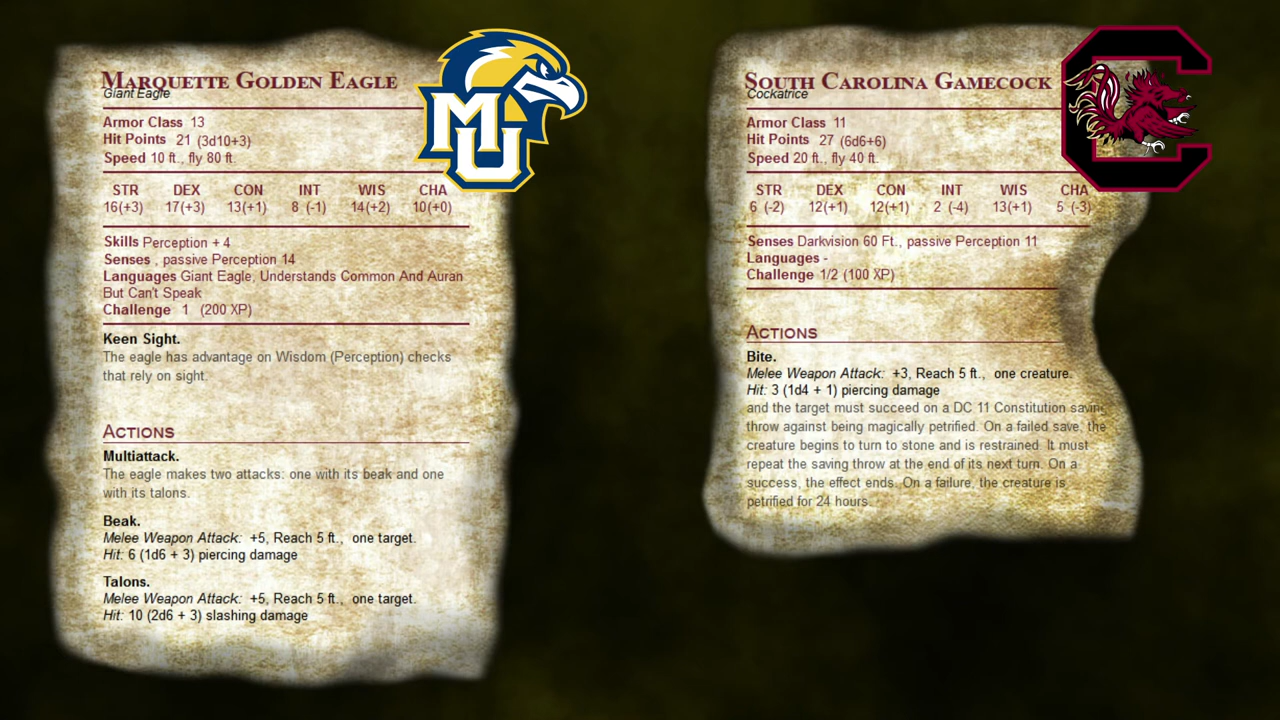 MARQUETTE GOLDEN EAGLE
Giant Eagle
Armor Class 13
Hit Points 21 (3d10+3)
Speed 10 ft., fly 80 ft.
STR DEX CON INT WIS CHA
16(+3) 17(+3) 13(+1) 8 (-1) 14(+2) 10(+0)
Skills Perception + 4
Senses , passive Perception 14
Languages Giant Eagle, Understands Common And Auran
But Can't Speak
Challenge 1 (200 XP)
Keen Sight.
The eagle has advantage on Wisdom (Perception) checks
that rely on sight.
ACTIONS
Multiattack.
The eagle makes two attacks: one with its beak and one
with its talons.
Beak.
Melee Weapon Attack: +5, Reach 5 ft., one target.
Hit: 6 (1d6 + 3) piercing damage
Talons.
Melee Weapon Attack: +5, Reach 5 ft., one target.
Hit: 10 (2d6 + 3) slashing damage
MU
SOUTH CAROLINA GAMECOCK
Cockatrice
Armor Class 11
Hit Points 27 (6d6+6)
Speed 20 ft., fly 40 ft.
STR DEX CON INT WIS CHA
6 (-2) 12(+1) 12(+1) 2 (-4) 13(+1) 5 (-3)
Senses Darkvision 60 Ft., passive Perception 11
Languages -
Challenge 1/2 (100 XP)
ACTIONS
Bite.
Melee Weapon Attack: +3, Reach 5 ft., one creature.
Hit: 3 (1d4 + 1) piercing damage
and the target must succeed on a DC 11 Constitution saving
throw against being magically petrified. On a failed save, the
creature begins to turn to stone and is restrained. It must
repeat the saving throw at the end of its next turn. On a
success, the effect ends. On a failure, the creature is
petrified for 24 hours.
C